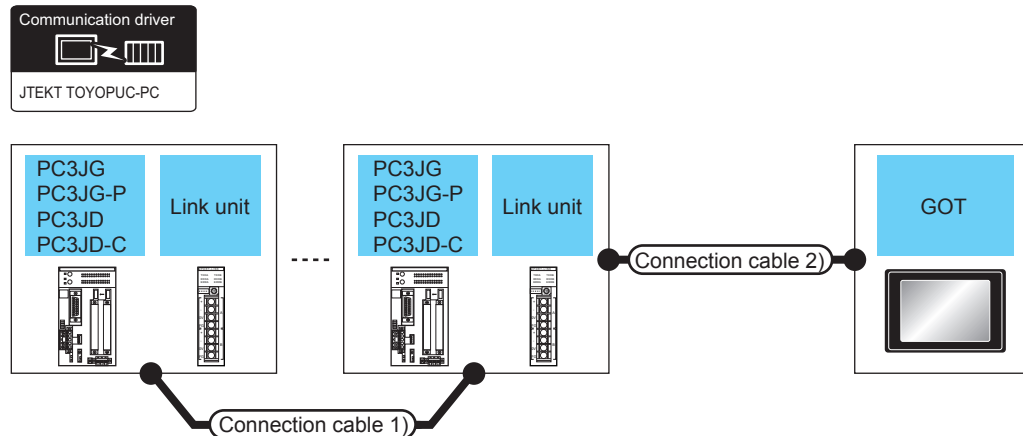 Communication driver
JTEKT TOYOPUC-PC
PC3JG
PC3JG-P
PC3JD
PC3JD-C
Link unit
PC3JG
PC3JG-P
PC3JD
PC3JD-C
Link unit
GOT
Connection cable 2)
Connection cable 1)